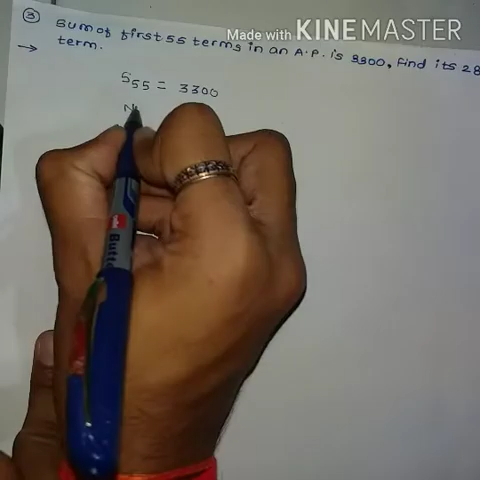 Made with KINEMASTER
③ Sum of first 55 terms in an A.P. is 3300, find its 28
→ term.
S55 = 3300
N
Butt